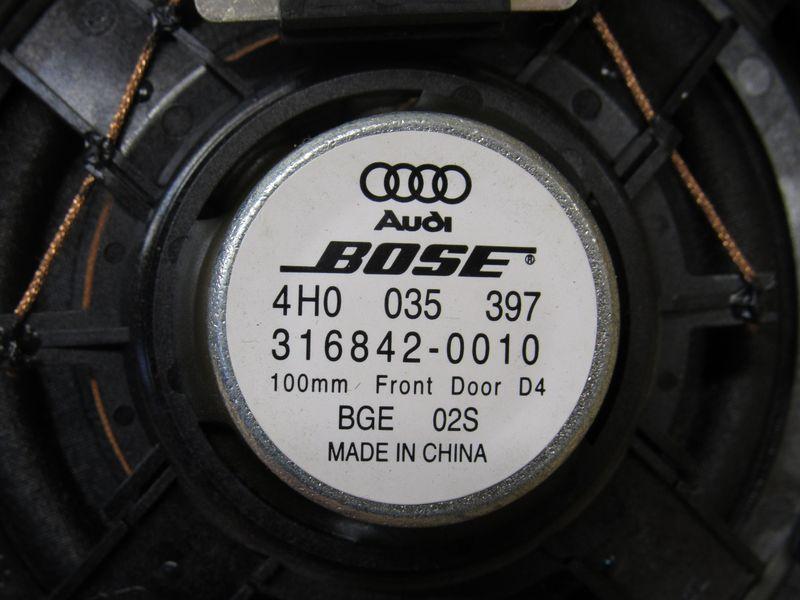 Audi
BOSE®
4H0 035 397
316842-0010
100mm Front Door D4
BGE 02S
MADE IN CHINA